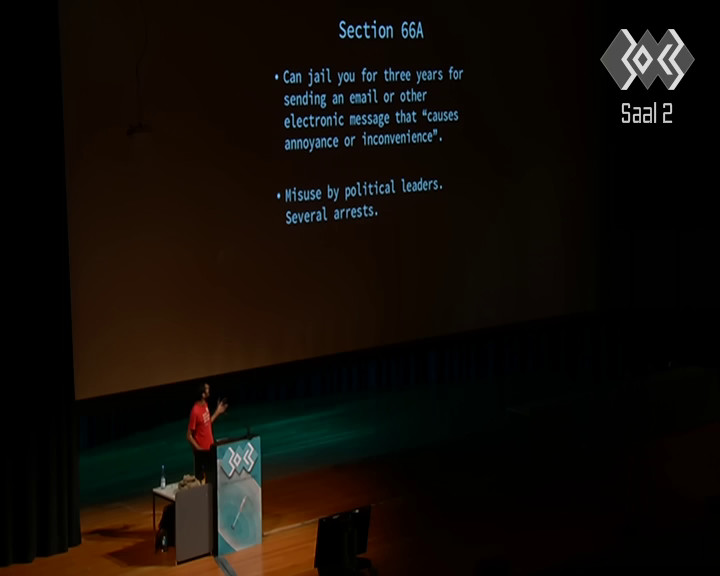 Section 66A
• Can jail you for three years for
sending an email or other
electronic message that “causes
annoyance or inconvenience”.
• Misuse by political leaders.
Several arrests.
Saal 2